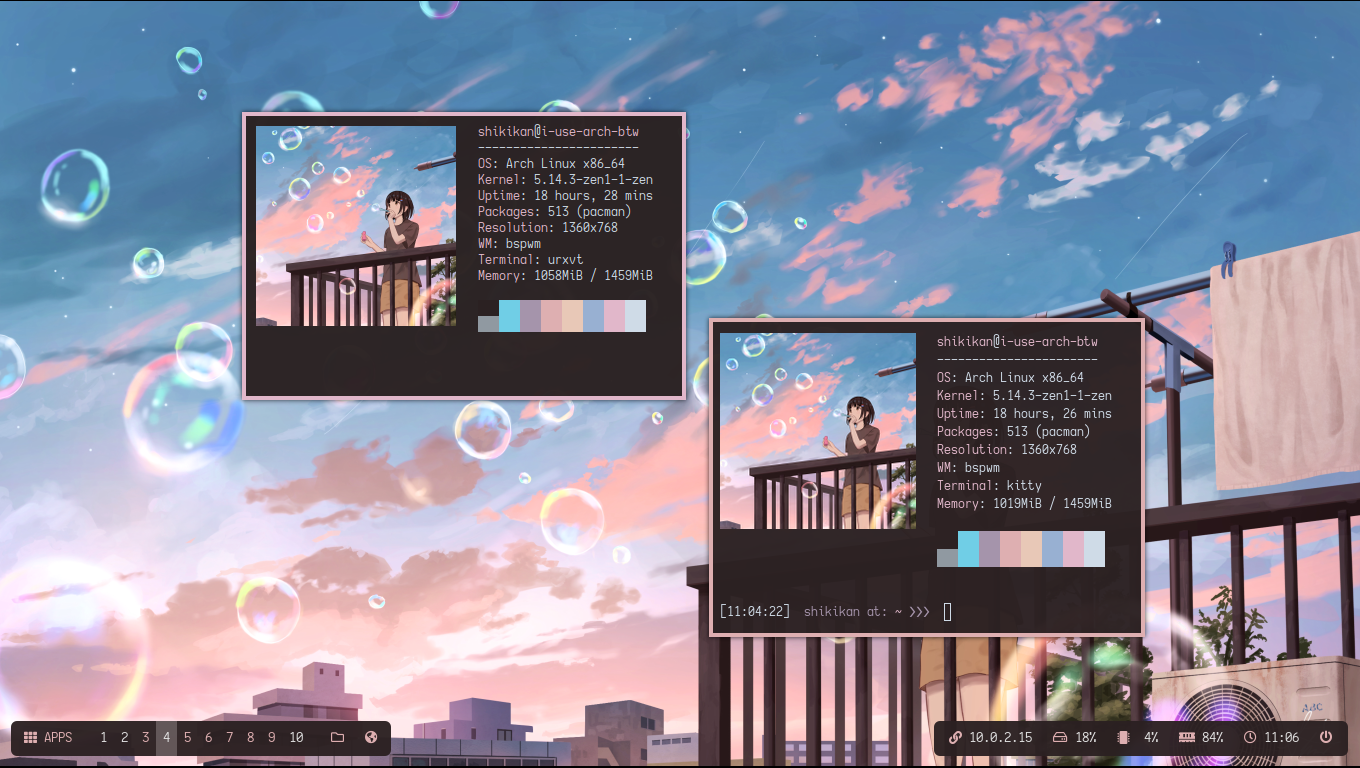 shikikan@i-use-arch-btw
-----------------------
OS: Arch Linux x86_64
Kernel: 5.14.3-zen1-1-zen
Uptime: 18 hours, 28 mins
Packages: 513 (pacman)
Resolution: 1360x768
WM: bspwm
Terminal: urxvt
Memory: 1058MiB / 1459MiB
shikikan@i-use-arch-btw
-----------------------
OS: Arch Linux x86_64
Kernel: 5.14.3-zen1-1-zen
Uptime: 18 hours, 26 mins
Packages: 513 (pacman)
Resolution: 1360x768
WM: bspwm
Terminal: kitty
Memory: 1019MiB / 1459MiB
[11:04:22] shikikan at: ~ ❯❯❯
ABC
APPS 1 2 3 4 5 6 7 8 9 10
10.0.2.15 18% 4% 84% 11:06